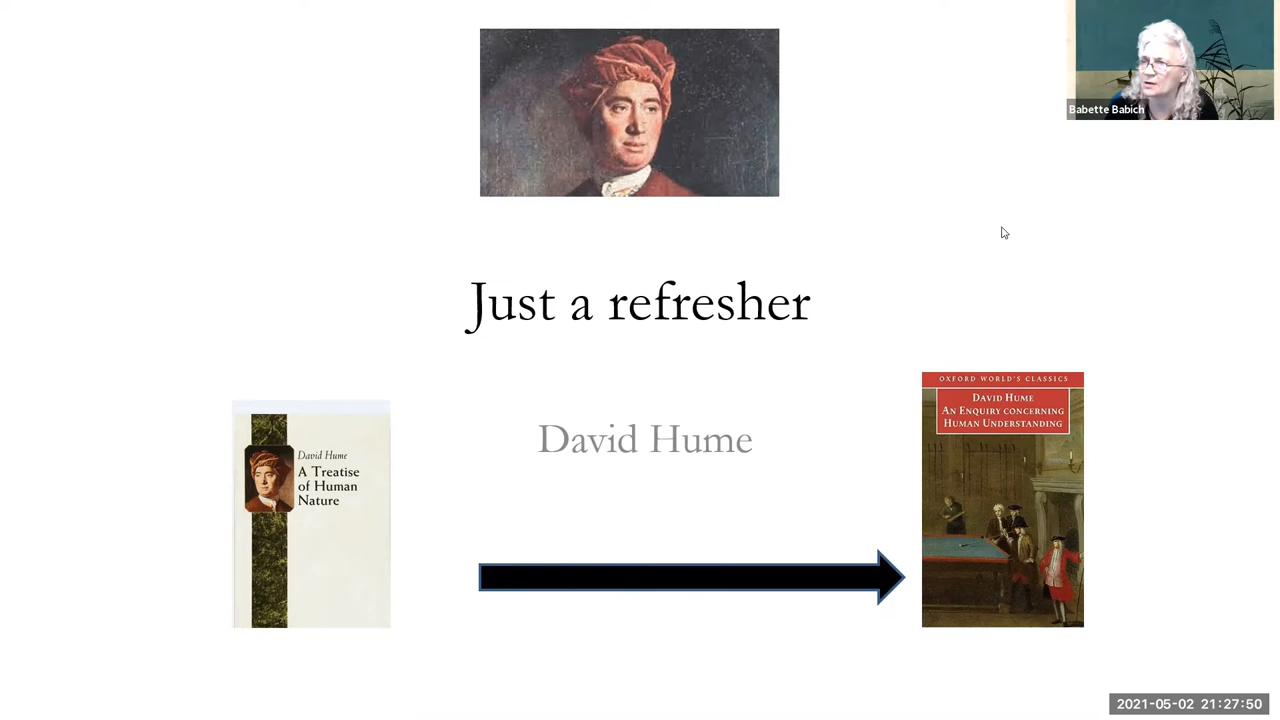 Babette Babich
Just a refresher
David Hume
David Hume
A Treatise
of Human
Nature
OXFORD WORLD'S CLASSICS
DAVID HUME
AN ENQUIRY CONCERNING
HUMAN UNDERSTANDING
2021-05-02 21:27:50